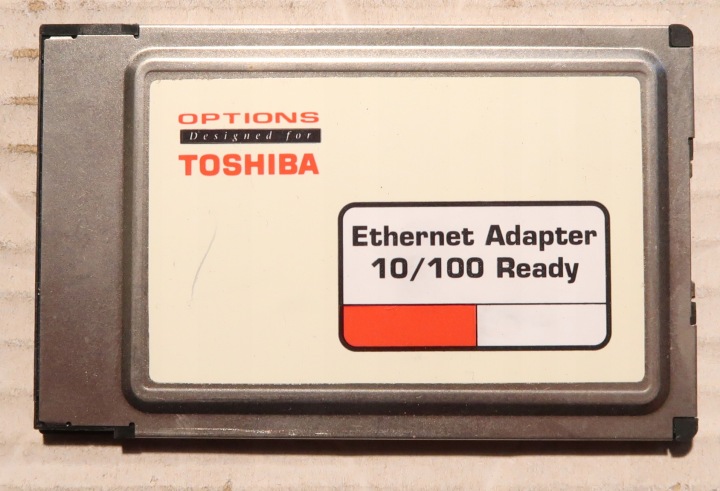 OPTIONS
Designed for
TOSHIBA
Ethernet Adapter
10/100 Ready